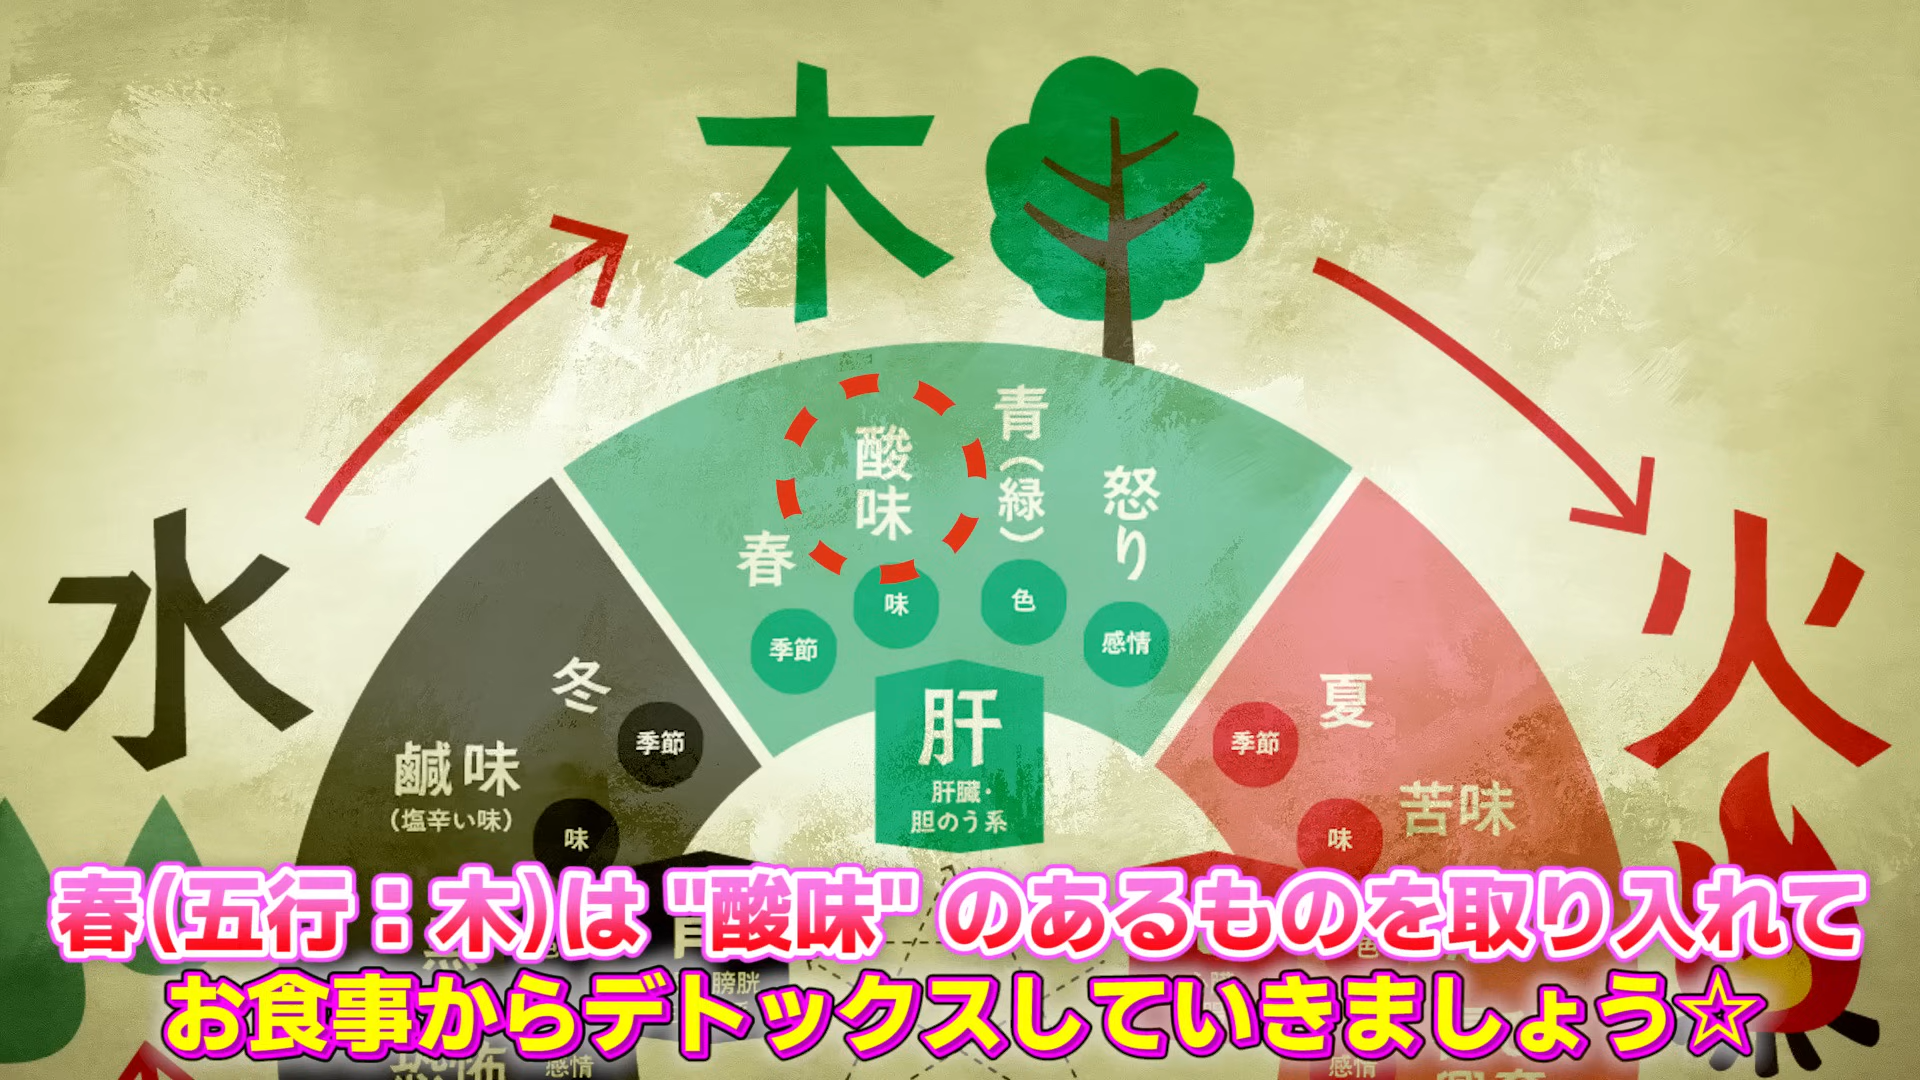 木
水
火
酸味
青(緑)
怒り
春
味
色
季節
感情
肝
肝臓・
胆のう系
冬
季節
鹹味
(塩辛い味)
味
夏
季節
苦味
味
春(五行:木)は"酸味"のあるものを取り入れて
お食事からデトックスしていきましょう☆
膀胱
感情
感情